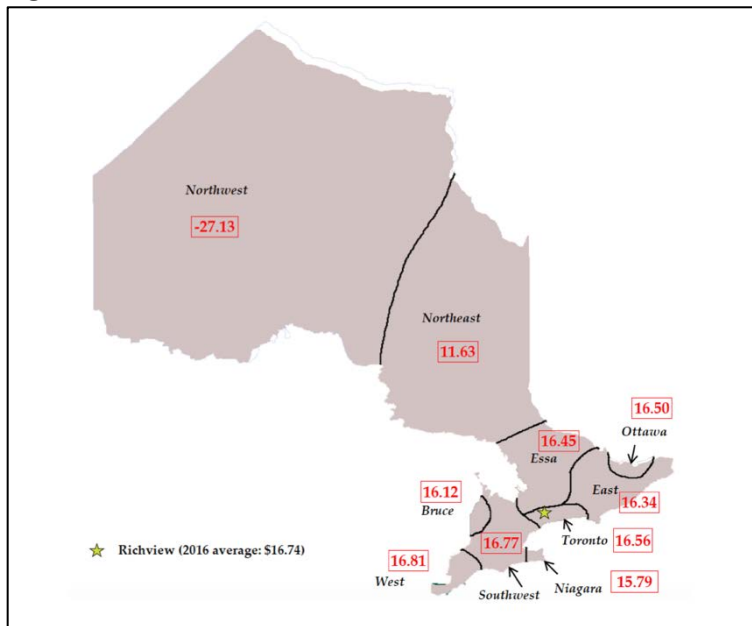 Northwest
-27.13
Northeast
11.63
16.50
Ottawa
16.45
Essa
East
16.34
16.12
Bruce
16.77
Toronto
16.56
Richview (2016 average: $16.74)
16.81
West
Southwest
Niagara
15.79